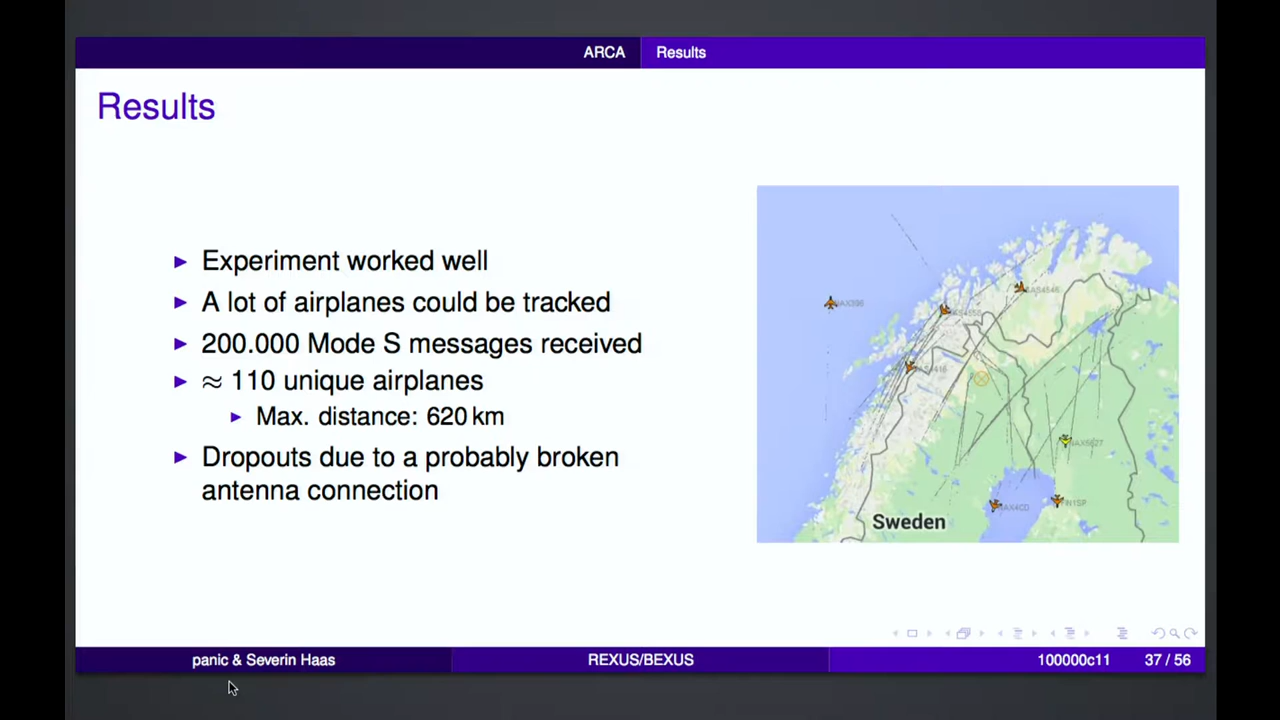 ARCA Results
Results
Experiment worked well
A lot of airplanes could be tracked
200.000 Mode S messages received
≈ 110 unique airplanes
Max. distance: 620 km
Dropouts due to a probably broken
antenna connection
Sweden
panic & Severin Haas REXUS/BEXUS 100000c11 37 / 56